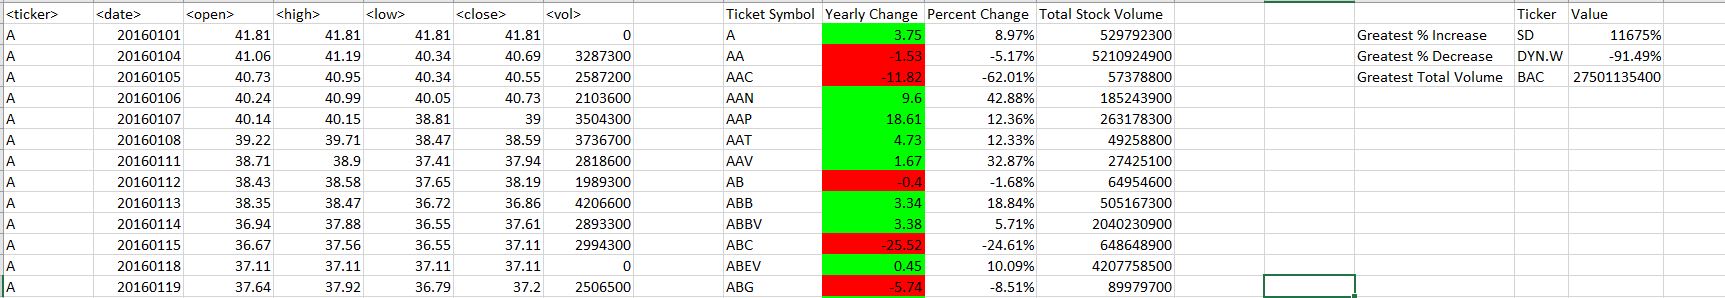 <ticker> <date> <open> <high> <low> <close> <vol> Ticket Symbol Yearly Change Percent Change Total Stock Volume Ticker Value
A 20160101 41.81 41.81 41.81 41.81 0 A 3.75 8.97% 529792300 Greatest % Increase SD 11675%
A 20160104 41.06 41.19 40.34 40.69 3287300 AA -1.53 -5.17% 5210924900 Greatest % Decrease DYN.W -91.49%
A 20160105 40.73 40.95 40.34 40.55 2587200 AAC -11.82 -62.01% 57378800 Greatest Total Volume BAC 27501135400
A 20160106 40.24 40.99 40.05 40.73 2103600 AAN 9.6 42.88% 185243900
A 20160107 40.14 40.15 38.81 39 3504300 AAP 18.61 12.36% 263178300
A 20160108 39.22 39.71 38.47 38.59 3736700 AAT 4.73 12.33% 49258800
A 20160111 38.71 38.9 37.41 37.94 2818600 AAV 1.67 32.87% 27425100
A 20160112 38.43 38.58 37.65 38.19 1989300 AB -0.4 -1.68% 64954600
A 20160113 38.35 38.47 36.72 36.86 4206600 ABB 3.34 18.84% 505167300
A 20160114 36.94 37.88 36.55 37.61 2893300 ABBV 3.38 5.71% 2040230900
A 20160115 36.67 37.56 36.55 37.11 2994300 ABC -25.52 -24.61% 648648900
A 20160118 37.11 37.11 37.11 37.11 0 ABEV 0.45 10.09% 4207758500
A 20160119 37.64 37.92 36.79 37.2 2506500 ABG -5.74 -8.51% 89979700